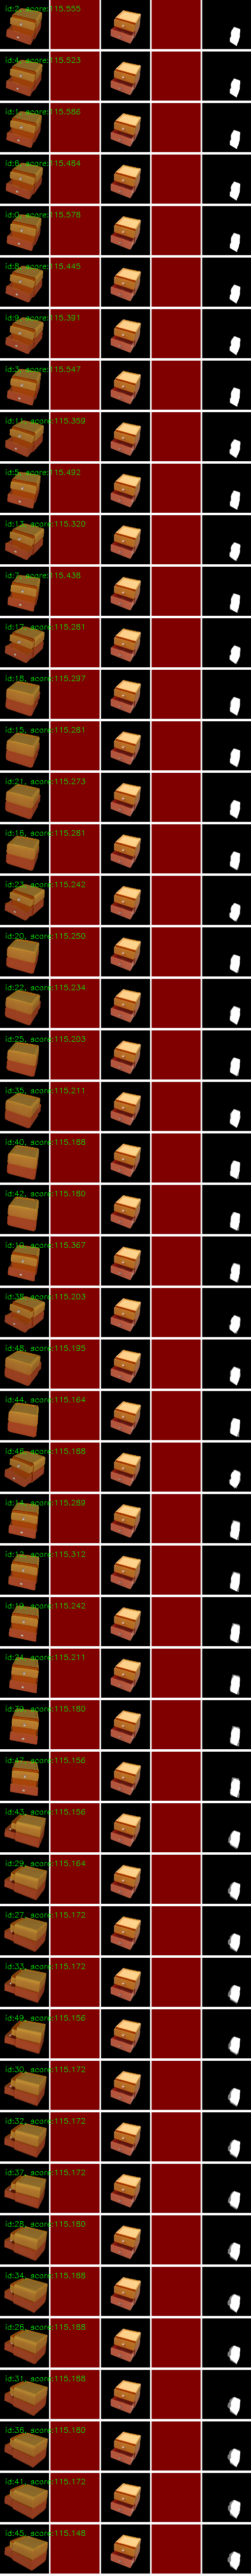 id:2, score:115.555
id:4, score:115.523
id:1, score:115.586
id:6, score:115.484
id:0, score:115.578
id:8, score:115.445
id:9, score:115.391
id:3, score:115.547
id:11, score:115.359
id:5, score:115.492
id:13, score:115.320
id:7, score:115.438
id:17, score:115.281
id:18, score:115.297
id:15, score:115.281
id:21, score:115.273
id:16, score:115.281
id:23, score:115.242
id:20, score:115.250
id:22, score:115.234
id:25, score:115.203
id:35, score:115.211
id:40, score:115.188
id:42, score:115.180
id:10, score:115.367
id:38, score:115.203
id:48, score:115.195
id:44, score:115.164
id:46, score:115.188
id:14, score:115.289
id:12, score:115.312
id:19, score:115.242
id:24, score:115.211
id:39, score:115.180
id:47, score:115.156
id:43, score:115.156
id:29, score:115.164
id:27, score:115.172
id:33, score:115.172
id:49, score:115.156
id:30, score:115.172
id:32, score:115.172
id:37, score:115.172
id:28, score:115.180
id:34, score:115.188
id:26, score:115.188
id:31, score:115.188
id:36, score:115.180
id:41, score:115.172
id:45, score:115.148